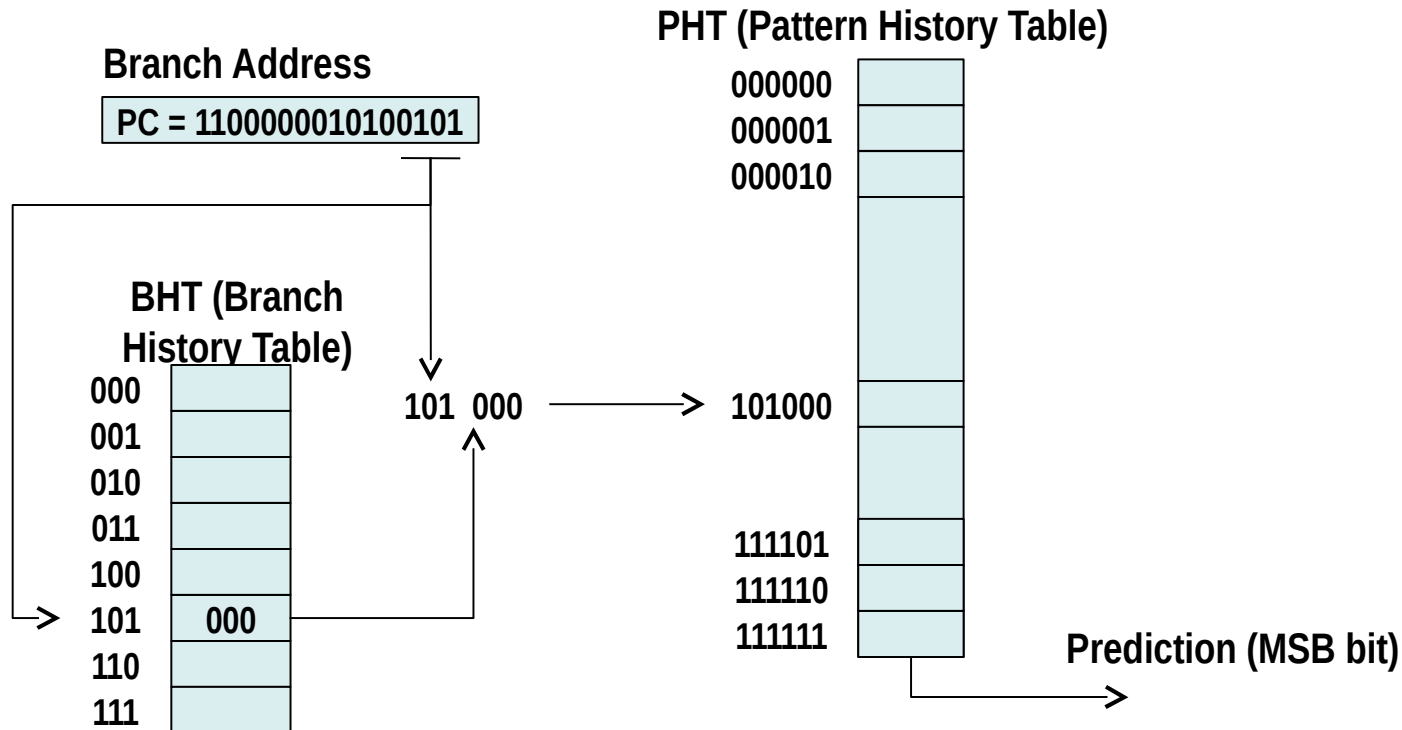 PHT (Pattern History Table)
Branch Address
PC = 1100000010100101
000000
000001
000010
BHT (Branch
History Table)
000
001
010
011
100
101 000
110
111
101 000
101000
111101
111110
111111
Prediction (MSB bit)